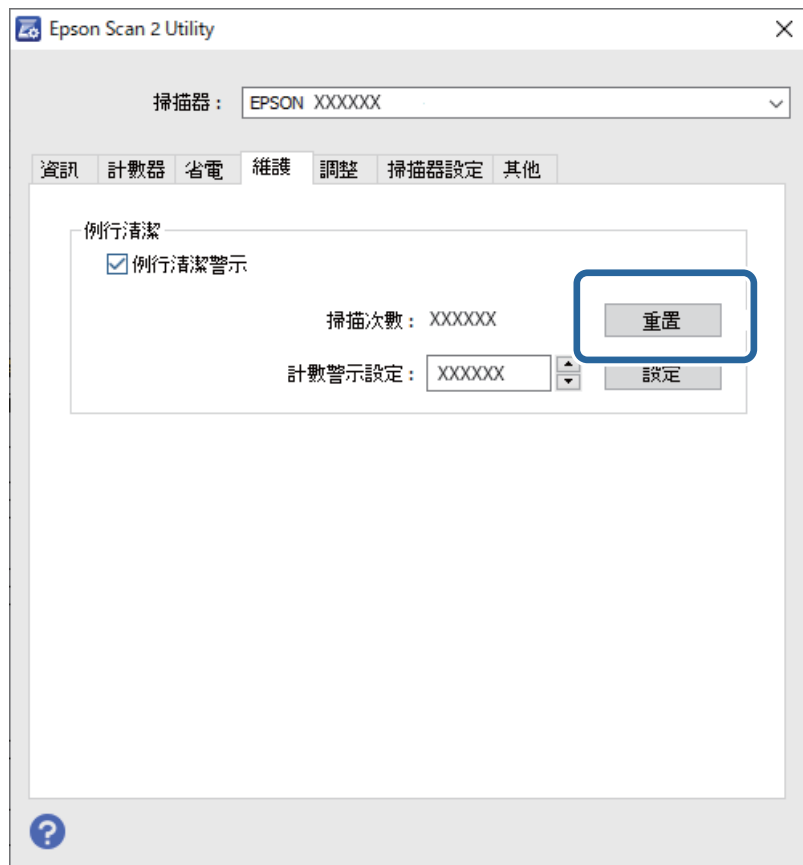 Epson Scan 2 Utility
掃描器： EPSON XXXXXX
資訊 計數器 省電 維護 調整 掃描器設定 其他
例行清潔
例行清潔警示
掃描次數： XXXXXX 重置
計數警示設定： XXXXXX 設定
?